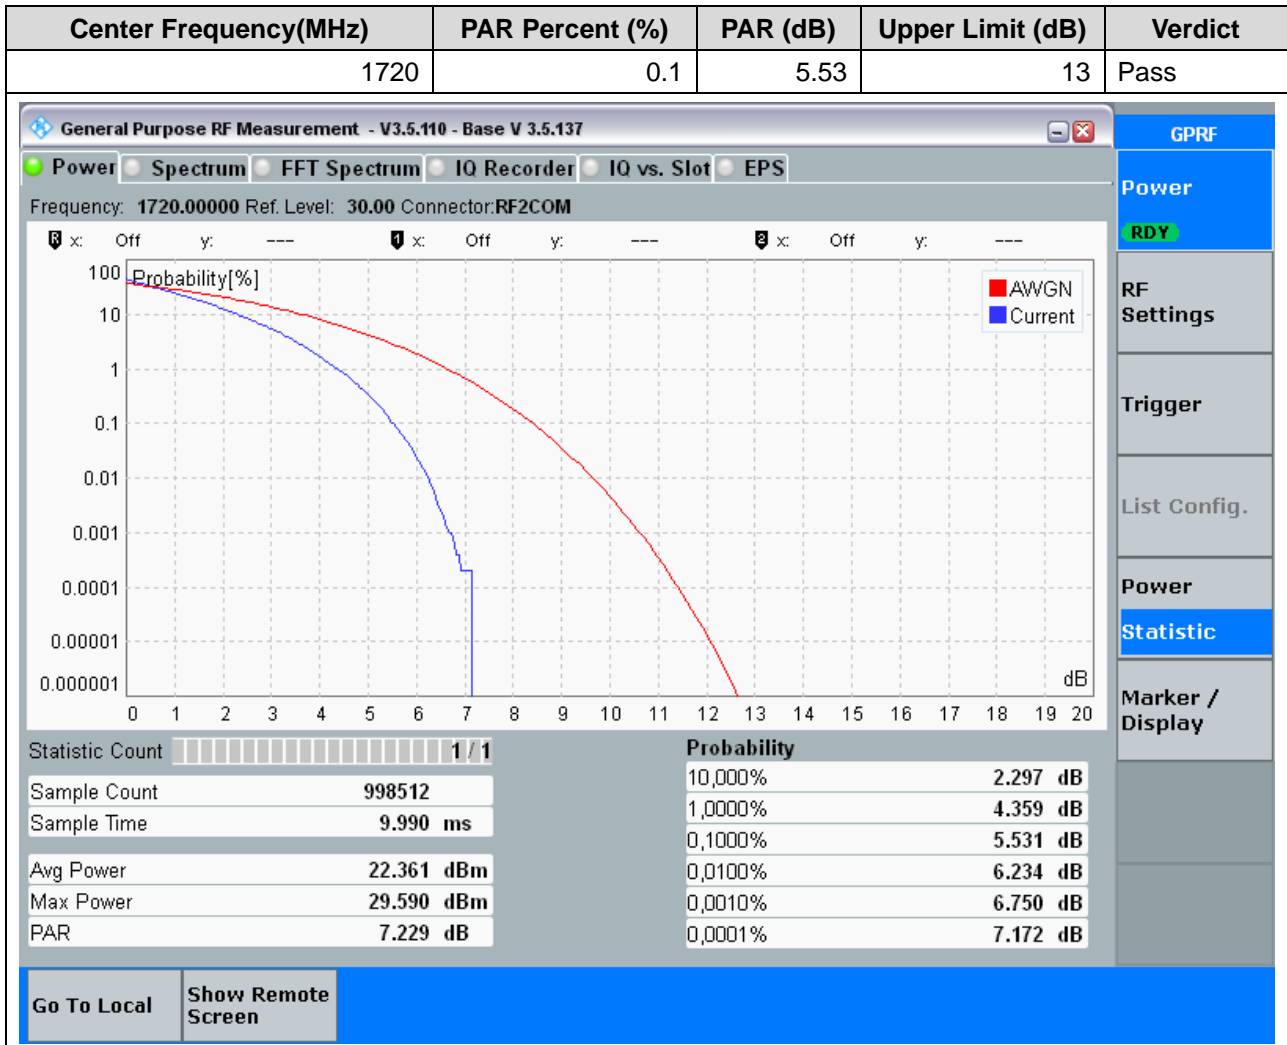 Center Frequency(MHz) PAR Percent (%) PAR (dB) Upper Limit (dB) Verdict
1720 0.1 5.53 13 Pass
General Purpose RF Measurement - V3.5.110 - Base V 3.5.137
GPRF
Power Spectrum FFT Spectrum IQ Recorder IQ vs. Slot EPS
Power
RDY
Frequency: 1720.00000 Ref. Level: 30.00 Connector:RF2COM
R x: Off y: --- 1 x: Off y: --- 2 x: Off y: ---
Probability[%]
AWGN
Current
100
10
1
0.1
0.01
0.001
0.0001
0.00001
0.000001
dB
0 1 2 3 4 5 6 7 8 9 10 11 12 13 14 15 16 17 18 19 20
RF
Settings
Trigger
List Config.
Power
Statistic
Marker /
Display
Statistic Count 1 / 1
Sample Count 998512
Sample Time 9.990 ms
Avg Power 22.361 dBm
Max Power 29.590 dBm
PAR 7.229 dB
Probability
10,000% 2.297 dB
1,0000% 4.359 dB
0,1000% 5.531 dB
0,0100% 6.234 dB
0,0010% 6.750 dB
0,0001% 7.172 dB
Go To Local
Show Remote
Screen